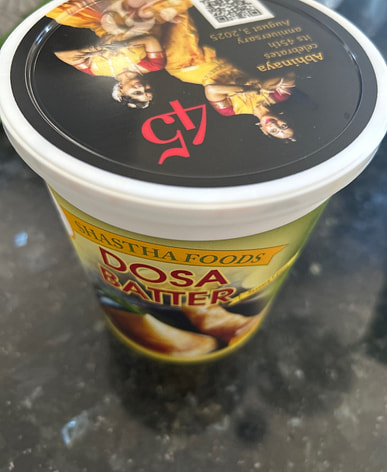 45
Abhinaya
celebrates
its 45th
anniversary
August 3, 2025
SHASTHA FOODS
DOSA
BATTER